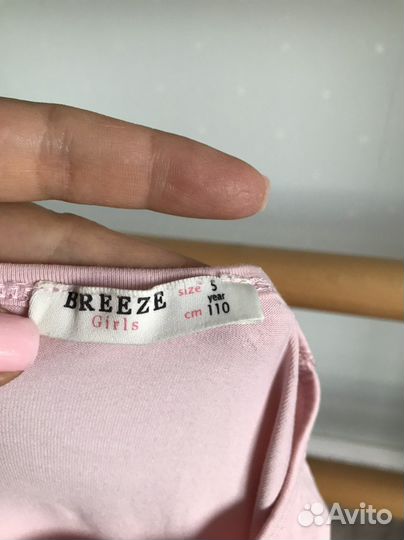 BREEZE
Girls
size 5
year
cm 110
Avito